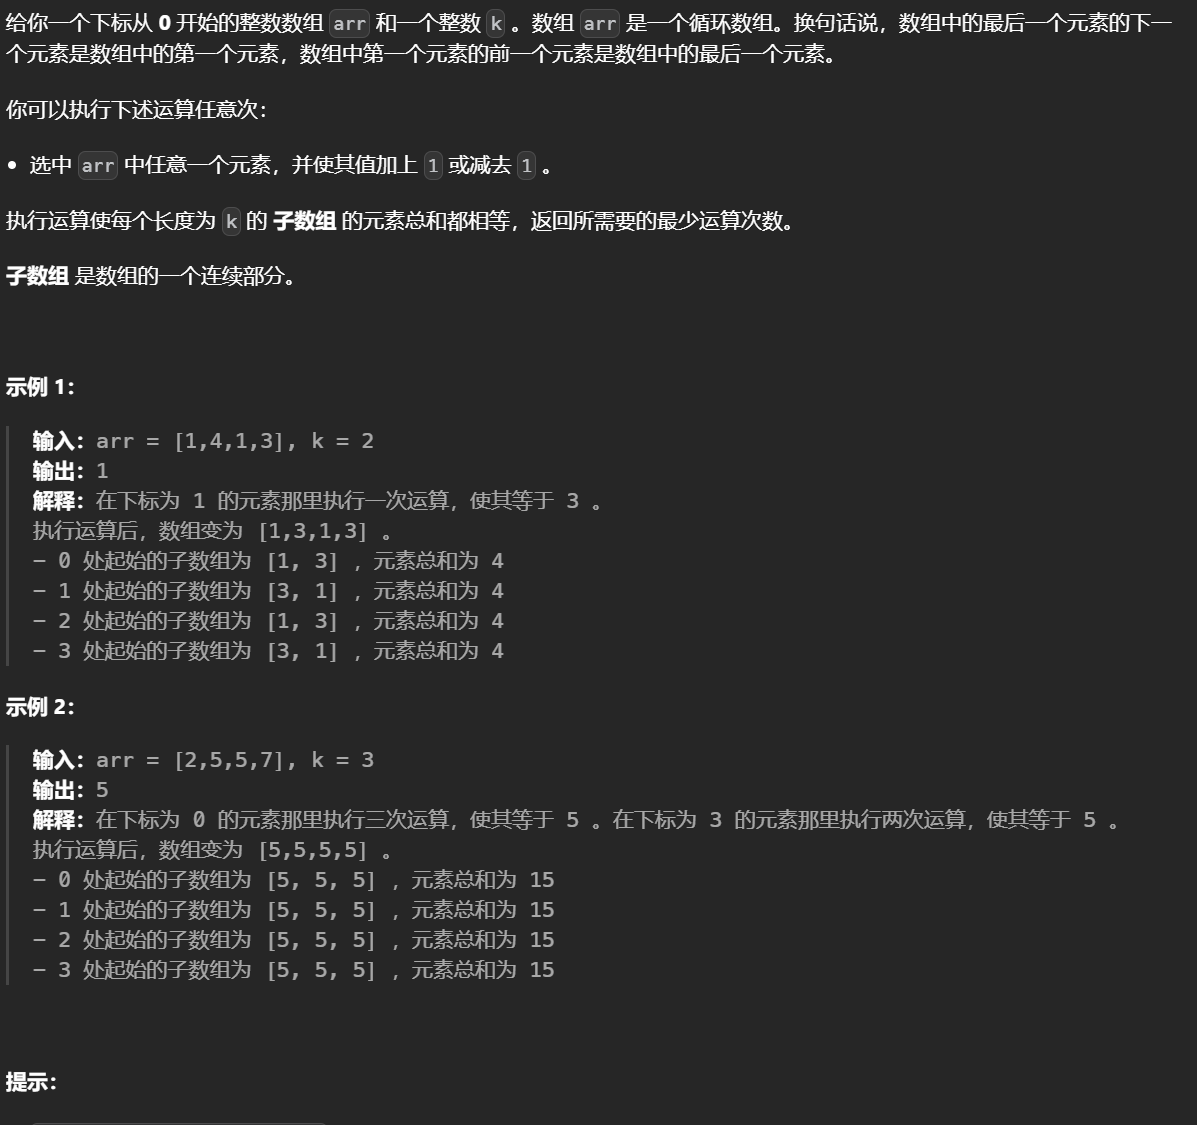 给你一个下标从 0 开始的整数数组 arr 和一个整数 k 。数组 arr 是一个循环数组。换句话说，数组中的最后一个元素的下一
个元素是数组中的第一个元素，数组中第一个元素的前一个元素是数组中的最后一个元素。
你可以执行下述运算任意次：
• 选中 arr 中任意一个元素，并使其值加上 1 或减去 1 。
执行运算使每个长度为 k 的 子数组 的元素总和都相等，返回所需要的最少运算次数。
子数组 是数组的一个连续部分。
示例 1：
输入：arr = [1,4,1,3], k = 2
输出：1
解释：在下标为 1 的元素那里执行一次运算，使其等于 3 。
执行运算后，数组变为 [1,3,1,3] 。
- 0 处起始的子数组为 [1, 3] ，元素总和为 4
- 1 处起始的子数组为 [3, 1] ，元素总和为 4
- 2 处起始的子数组为 [1, 3] ，元素总和为 4
- 3 处起始的子数组为 [3, 1] ，元素总和为 4
示例 2：
输入：arr = [2,5,5,7], k = 3
输出：5
解释：在下标为 0 的元素那里执行三次运算，使其等于 5 。在下标为 3 的元素那里执行两次运算，使其等于 5 。
执行运算后，数组变为 [5,5,5,5] 。
- 0 处起始的子数组为 [5, 5, 5] ，元素总和为 15
- 1 处起始的子数组为 [5, 5, 5] ，元素总和为 15
- 2 处起始的子数组为 [5, 5, 5] ，元素总和为 15
- 3 处起始的子数组为 [5, 5, 5] ，元素总和为 15
提示：